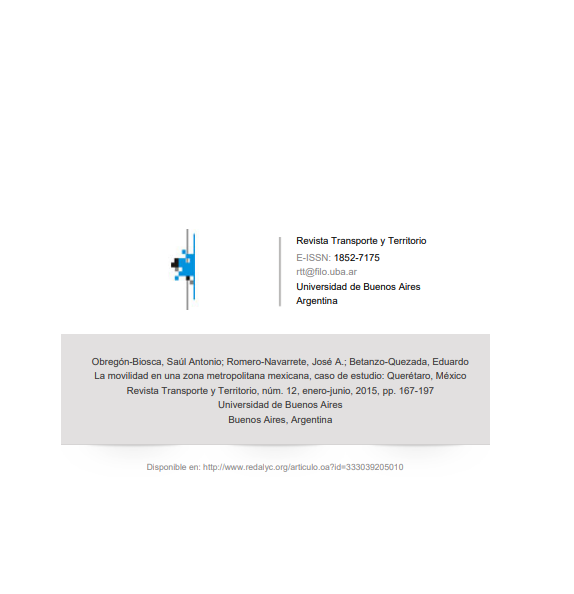 Revista Transporte y Territorio
E-ISSN: 1852-7175
rtt@filo.uba.ar
Universidad de Buenos Aires
Argentina
Obregón-Biosca, Saúl Antonio; Romero-Navarrete, José A.; Betanzo-Quezada, Eduardo
La movilidad en una zona metropolitana mexicana, caso de estudio: Querétaro, México
Revista Transporte y Territorio, núm. 12, enero-junio, 2015, pp. 167-197
Universidad de Buenos Aires
Buenos Aires, Argentina
Disponible en: http://www.redalyc.org/articulo.oa?id=333039205010